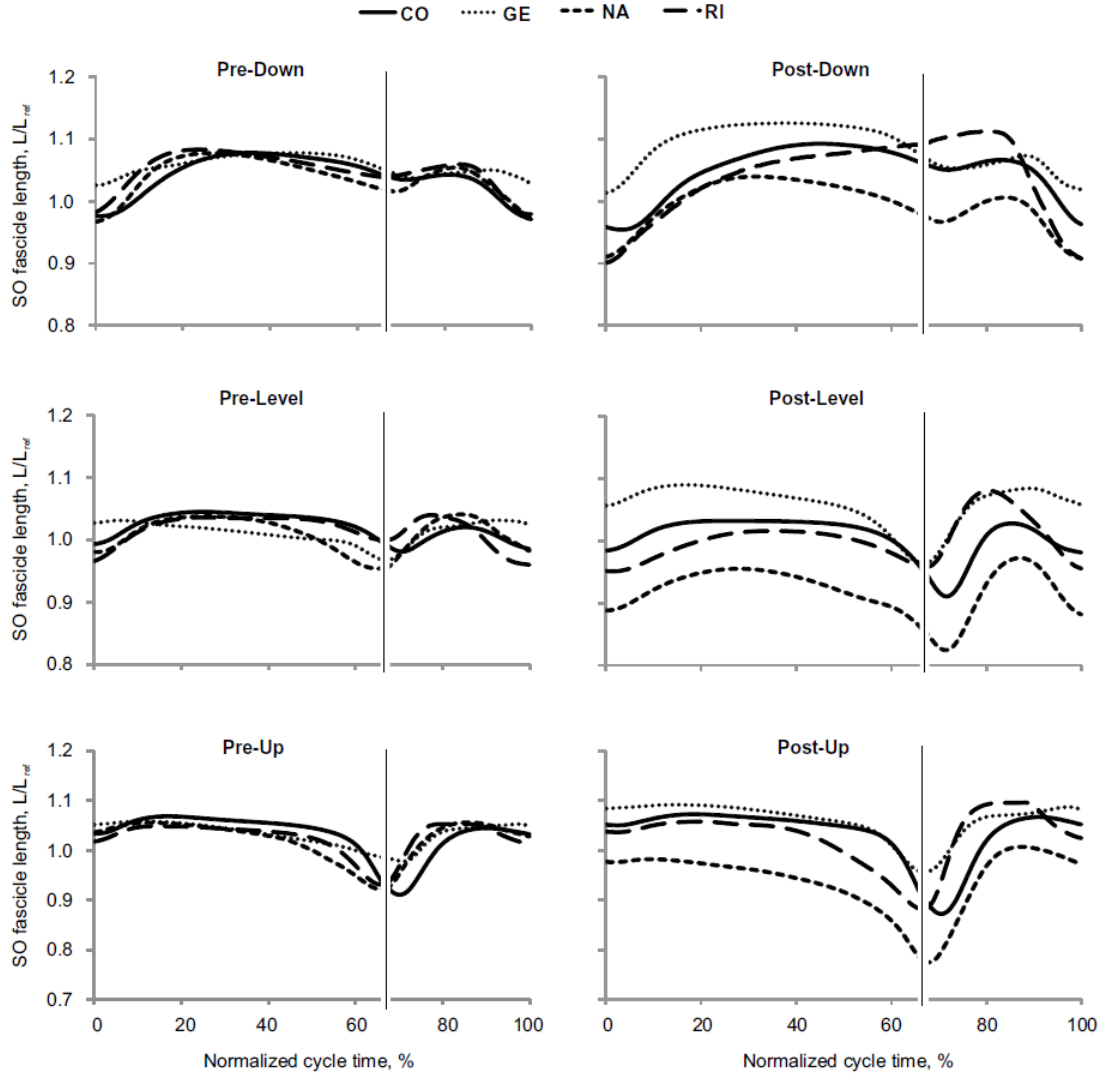 CO GE NA RI
Pre-Down
Post-Down
SO fascicle length, L/Lref
1.2
1.1
1.0
0.9
0.8
Pre-Level
Post-Level
SO fascicle length, L/Lref
1.2
1.1
1.0
0.9
0.8
Pre-Up
Post-Up
SO fascicle length, L/Lref
1.2
1.1
1.0
0.9
0.8
0.7
0 20 40 60 80 100
0 20 40 60 80 100
Normalized cycle time, %
Normalized cycle time, %